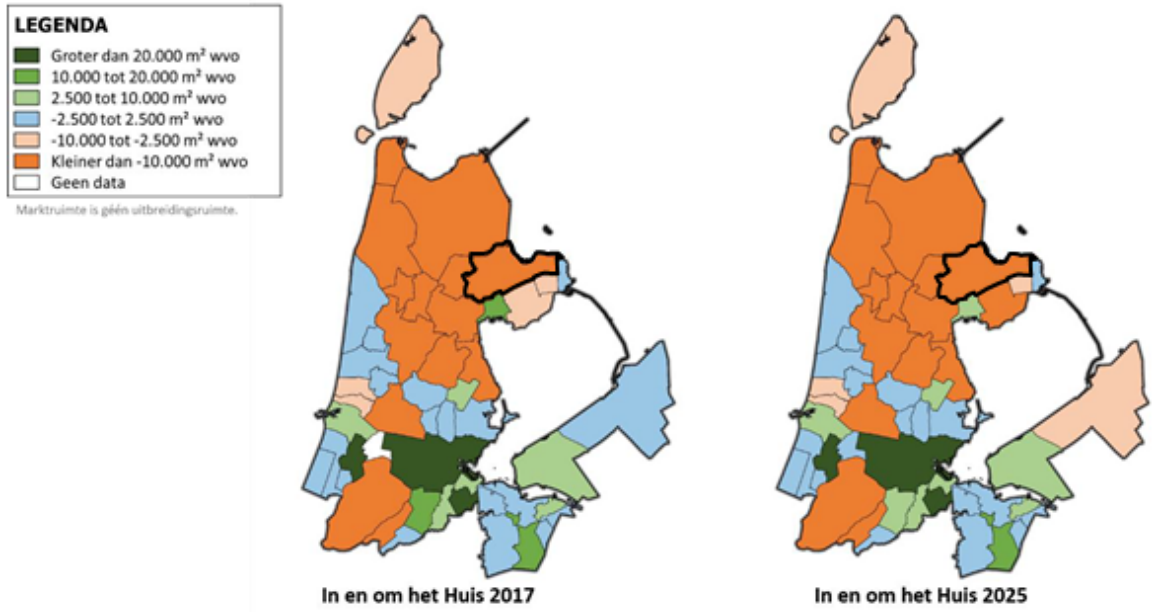 LEGENDA
Groter dan 20.000 m² wvo
10.000 tot 20.000 m² wvo
2.500 tot 10.000 m² wvo
-2.500 tot 2.500 m² wvo
-10.000 tot -2.500 m² wvo
Kleiner dan -10.000 m² wvo
Geen data
Marktruimte is géén uitbreidingsruimte.
In en om het Huis 2017
In en om het Huis 2025